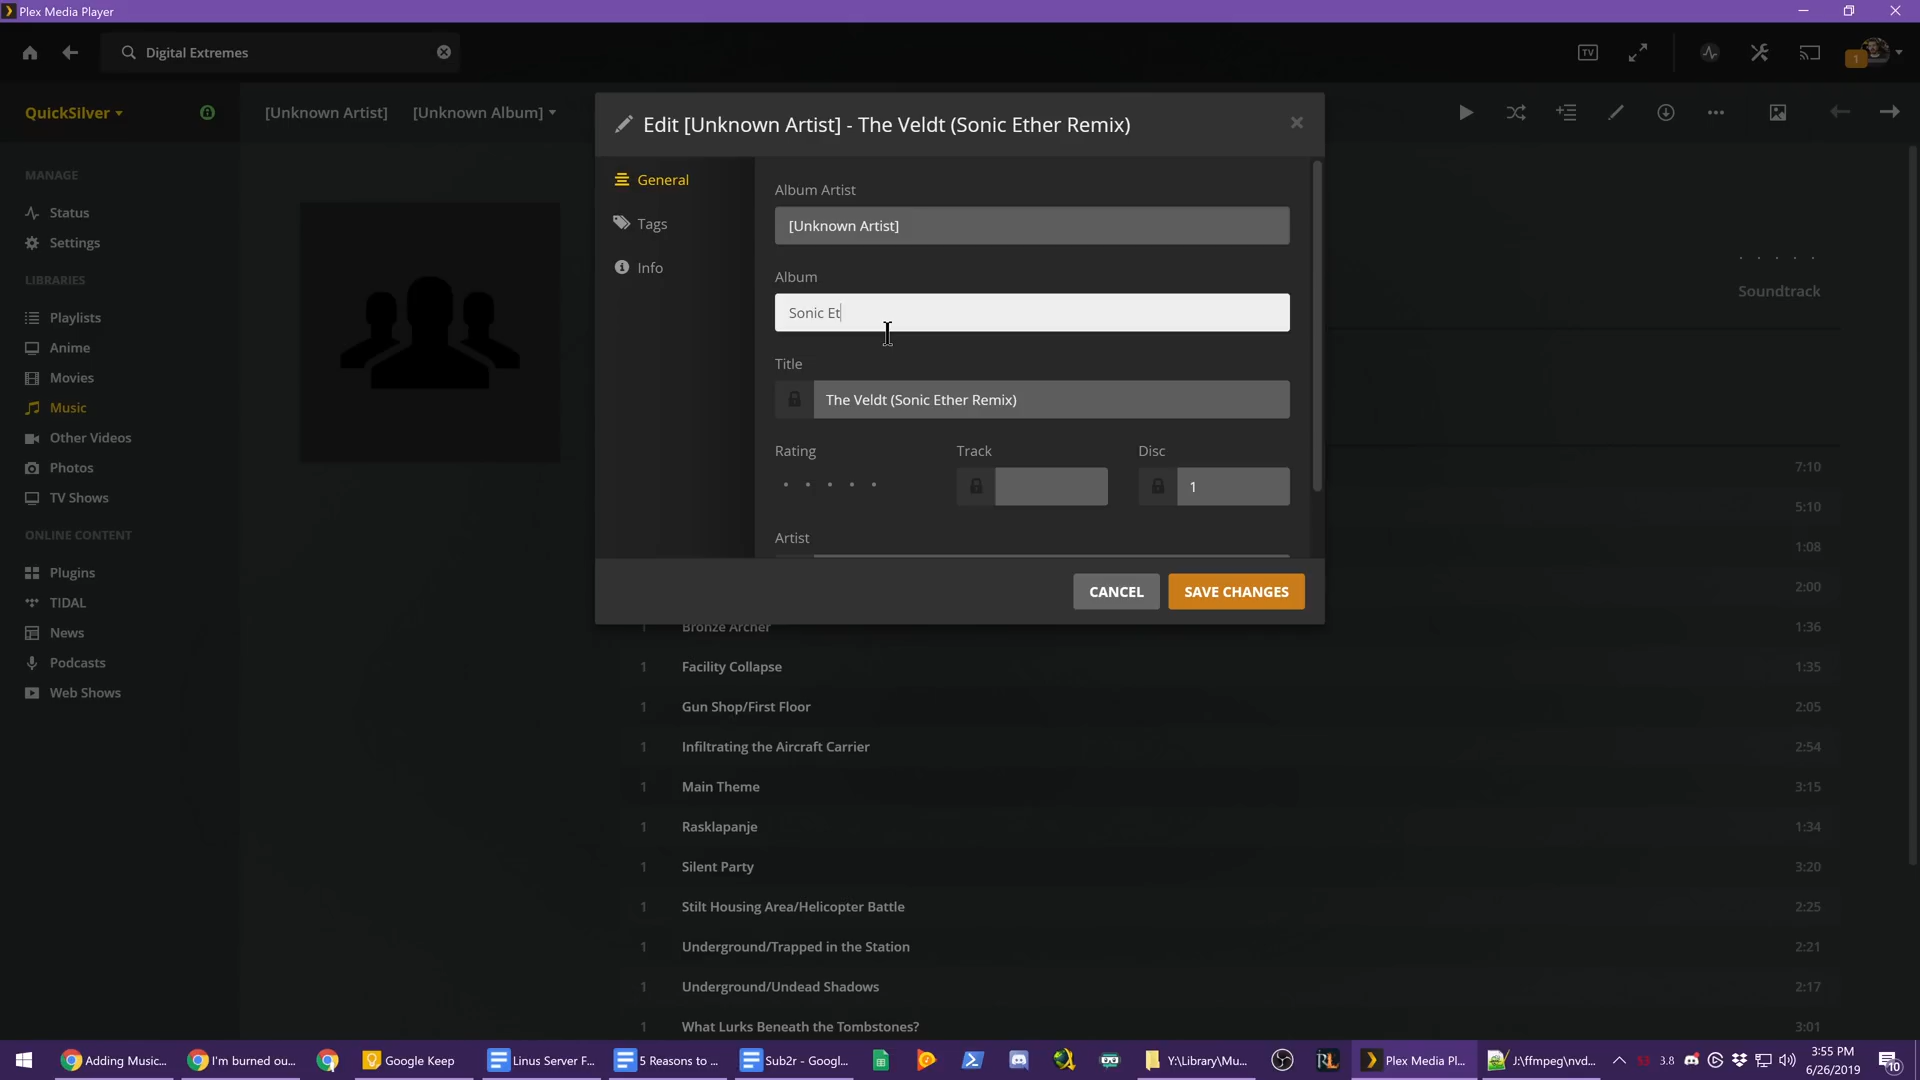 Plex Media Player
Digital Extremes
TV
1
QuickSilver
[Unknown Artist] [Unknown Album]
Edit [Unknown Artist] - The Veldt (Sonic Ether Remix)
MANAGE
Status
Settings
LIBRARIES
Playlists
Anime
Movies
Music
Other Videos
Photos
TV Shows
ONLINE CONTENT
Plugins
TIDAL
News
Podcasts
Web Shows
General
Tags
Info
Album Artist
[Unknown Artist]
Album
Sonic Et
Title
The Veldt (Sonic Ether Remix)
Rating Track Disc
1
Artist
CANCEL SAVE CHANGES
Soundtrack
7:10
5:10
1:08
2:00
1 Bronze Archer 1:36
1 Facility Collapse 1:35
1 Gun Shop/First Floor 2:05
1 Infiltrating the Aircraft Carrier 2:54
1 Main Theme 3:15
1 Rasklapanje 1:34
1 Silent Party 3:20
1 Stilt Housing Area/Helicopter Battle 2:25
1 Underground/Trapped in the Station 2:21
1 Underground/Undead Shadows 2:17
1 What Lurks Beneath the Tombstones? 3:01
Adding Music... I'm burned ou... Google Keep Linus Server F... 5 Reasons to ... Sub2r - Googl... Y:\Library\Mu... RL Plex Media Pl... J:\ffmpeg\nvd... 53 3.8 3:55 PM
6/26/2019
10